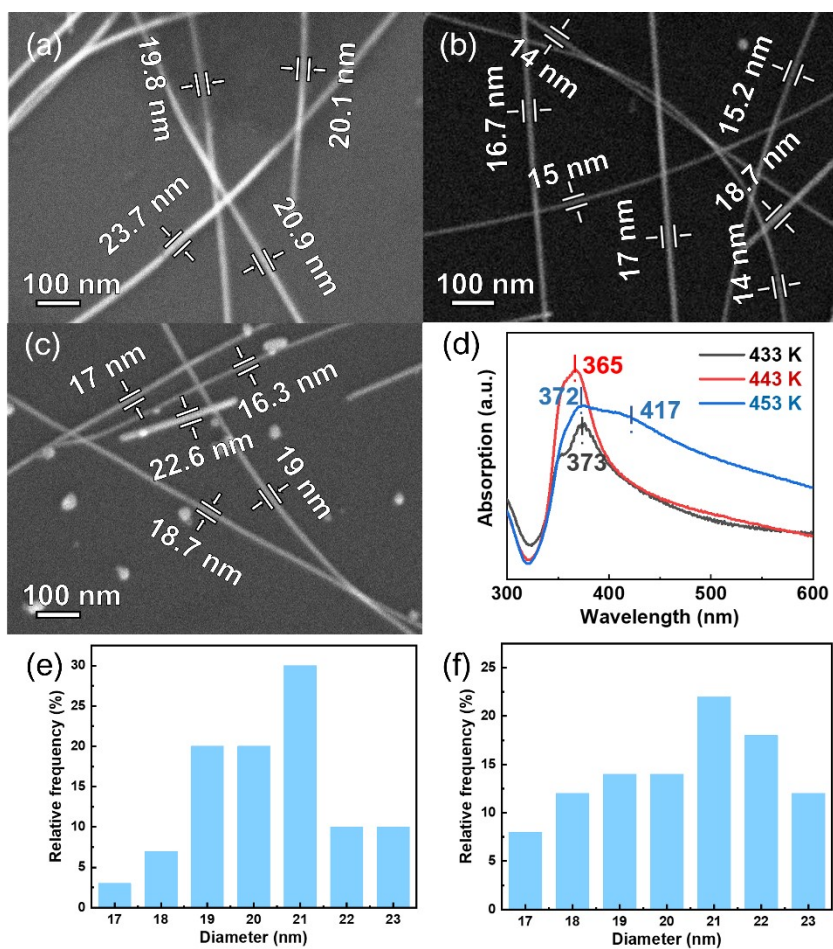 (a)
19.8 nm
20.1 nm
23.7 nm
20.9 nm
100 nm
(b)
14 nm
16.7 nm
15.2 nm
15 nm
18.7 nm
17 nm
14 nm
100 nm
(c)
17 nm
16.3 nm
22.6 nm
19 nm
18.7 nm
100 nm
(d)
365
372
417
373
433 K
443 K
453 K
Absorption (a.u.)
300 400 500 600
Wavelength (nm)
(e)
30
25
20
15
10
5
0
Relative frequency (%)
17 18 19 20 21 22 23
Diameter (nm)
(f)
25
20
15
10
5
0
Relative frequency (%)
17 18 19 20 21 22 23
Diameter (nm)